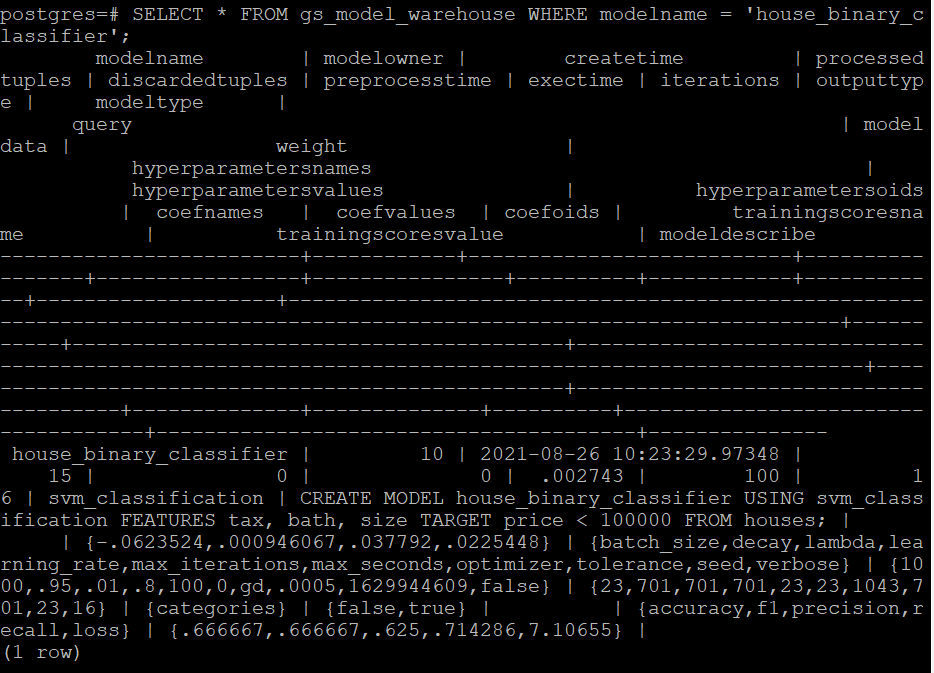 postgres=# SELECT * FROM gs_model_warehouse WHERE modelname = 'house_binary_c
lassifier';
        modelname        | modelowner |         createtime         | processed
tuples | discardedtuples | preprocesstime | exectime | iterations | outputtyp
e |     modeltype      |
      query                                                           | model
data |                 weight                  |
           hyperparametersnames                                         |
           hyperparametersvalues               |          hyperparametersoids
          |  coefnames   |  coefvalues  | coefoids |         trainingscoresna
me          |          trainingscoresvalue           | modeldescribe
-------------------------+------------+----------------------------+----------
-------+-----------------+----------------+----------+------------+----------
--+--------------------+-----------------------------------------------------
----------------------------------------------------------------------+------
-----+-----------------------------------------+-----------------------------
------------------------------------------------------------------------+----
-----------------------------------------------+-----------------------------
----------+--------------+--------------+----------+-------------------------
------------+----------------------------------------+---------------
 house_binary_classifier |         10 | 2021-08-26 10:23:29.97348 |
    15 |               0 |              0 |  .002743 |        100 |         1
6 | svm_classification | CREATE MODEL house_binary_classifier USING svm_class
ification FEATURES tax, bath, size TARGET price < 100000 FROM houses; |
     | {-.0623524,.000946067,.037792,.0225448} | {batch_size,decay,lambda,lea
rning_rate,max_iterations,max_seconds,optimizer,tolerance,seed,verbose} | {10
00,.95,.01,.8,100,0,gd,.0005,1629944609,false} | {23,701,701,701,23,23,1043,7
01,23,16} | {categories} | {false,true} |          | {accuracy,f1,precision,r
ecall,loss} | {.666667,.666667,.625,.714286,7.10655} |
(1 row)